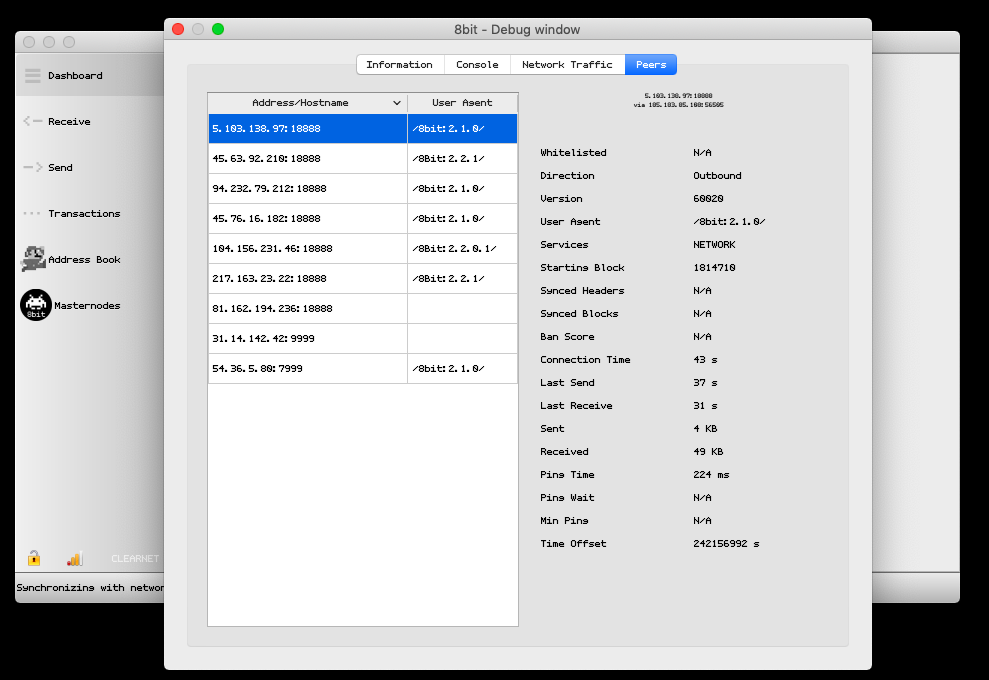 8bit - Debug window
Dashboard
Receive
Send
Transactions
Address Book
8bit
Masternodes
CLEARNET
Synchronizing with networ
Information Console Network Traffic Peers
Address/Hostname User Agent
5.103.138.97:18888 /8bit:2.1.0/
45.63.92.210:18888 /8Bit:2.2.1/
94.232.79.212:18888 /8bit:2.1.0/
45.76.16.182:18888 /8bit:2.1.0/
104.156.231.46:18888 /8Bit:2.2.0.1/
217.163.23.22:18888 /8Bit:2.2.1/
81.162.194.236:18888
31.14.142.42:9999
54.36.5.80:7999 /8bit:2.1.0/
5.103.138.97:18888
via 185.183.85.108:56505
Whitelisted N/A
Direction Outbound
Version 60020
User Agent /8bit:2.1.0/
Services NETWORK
Starting Block 1814710
Synced Headers N/A
Synced Blocks N/A
Ban Score N/A
Connection Time 43 s
Last Send 37 s
Last Receive 31 s
Sent 4 KB
Received 49 KB
Ping Time 224 ms
Ping Wait N/A
Min Ping N/A
Time Offset 242156992 s